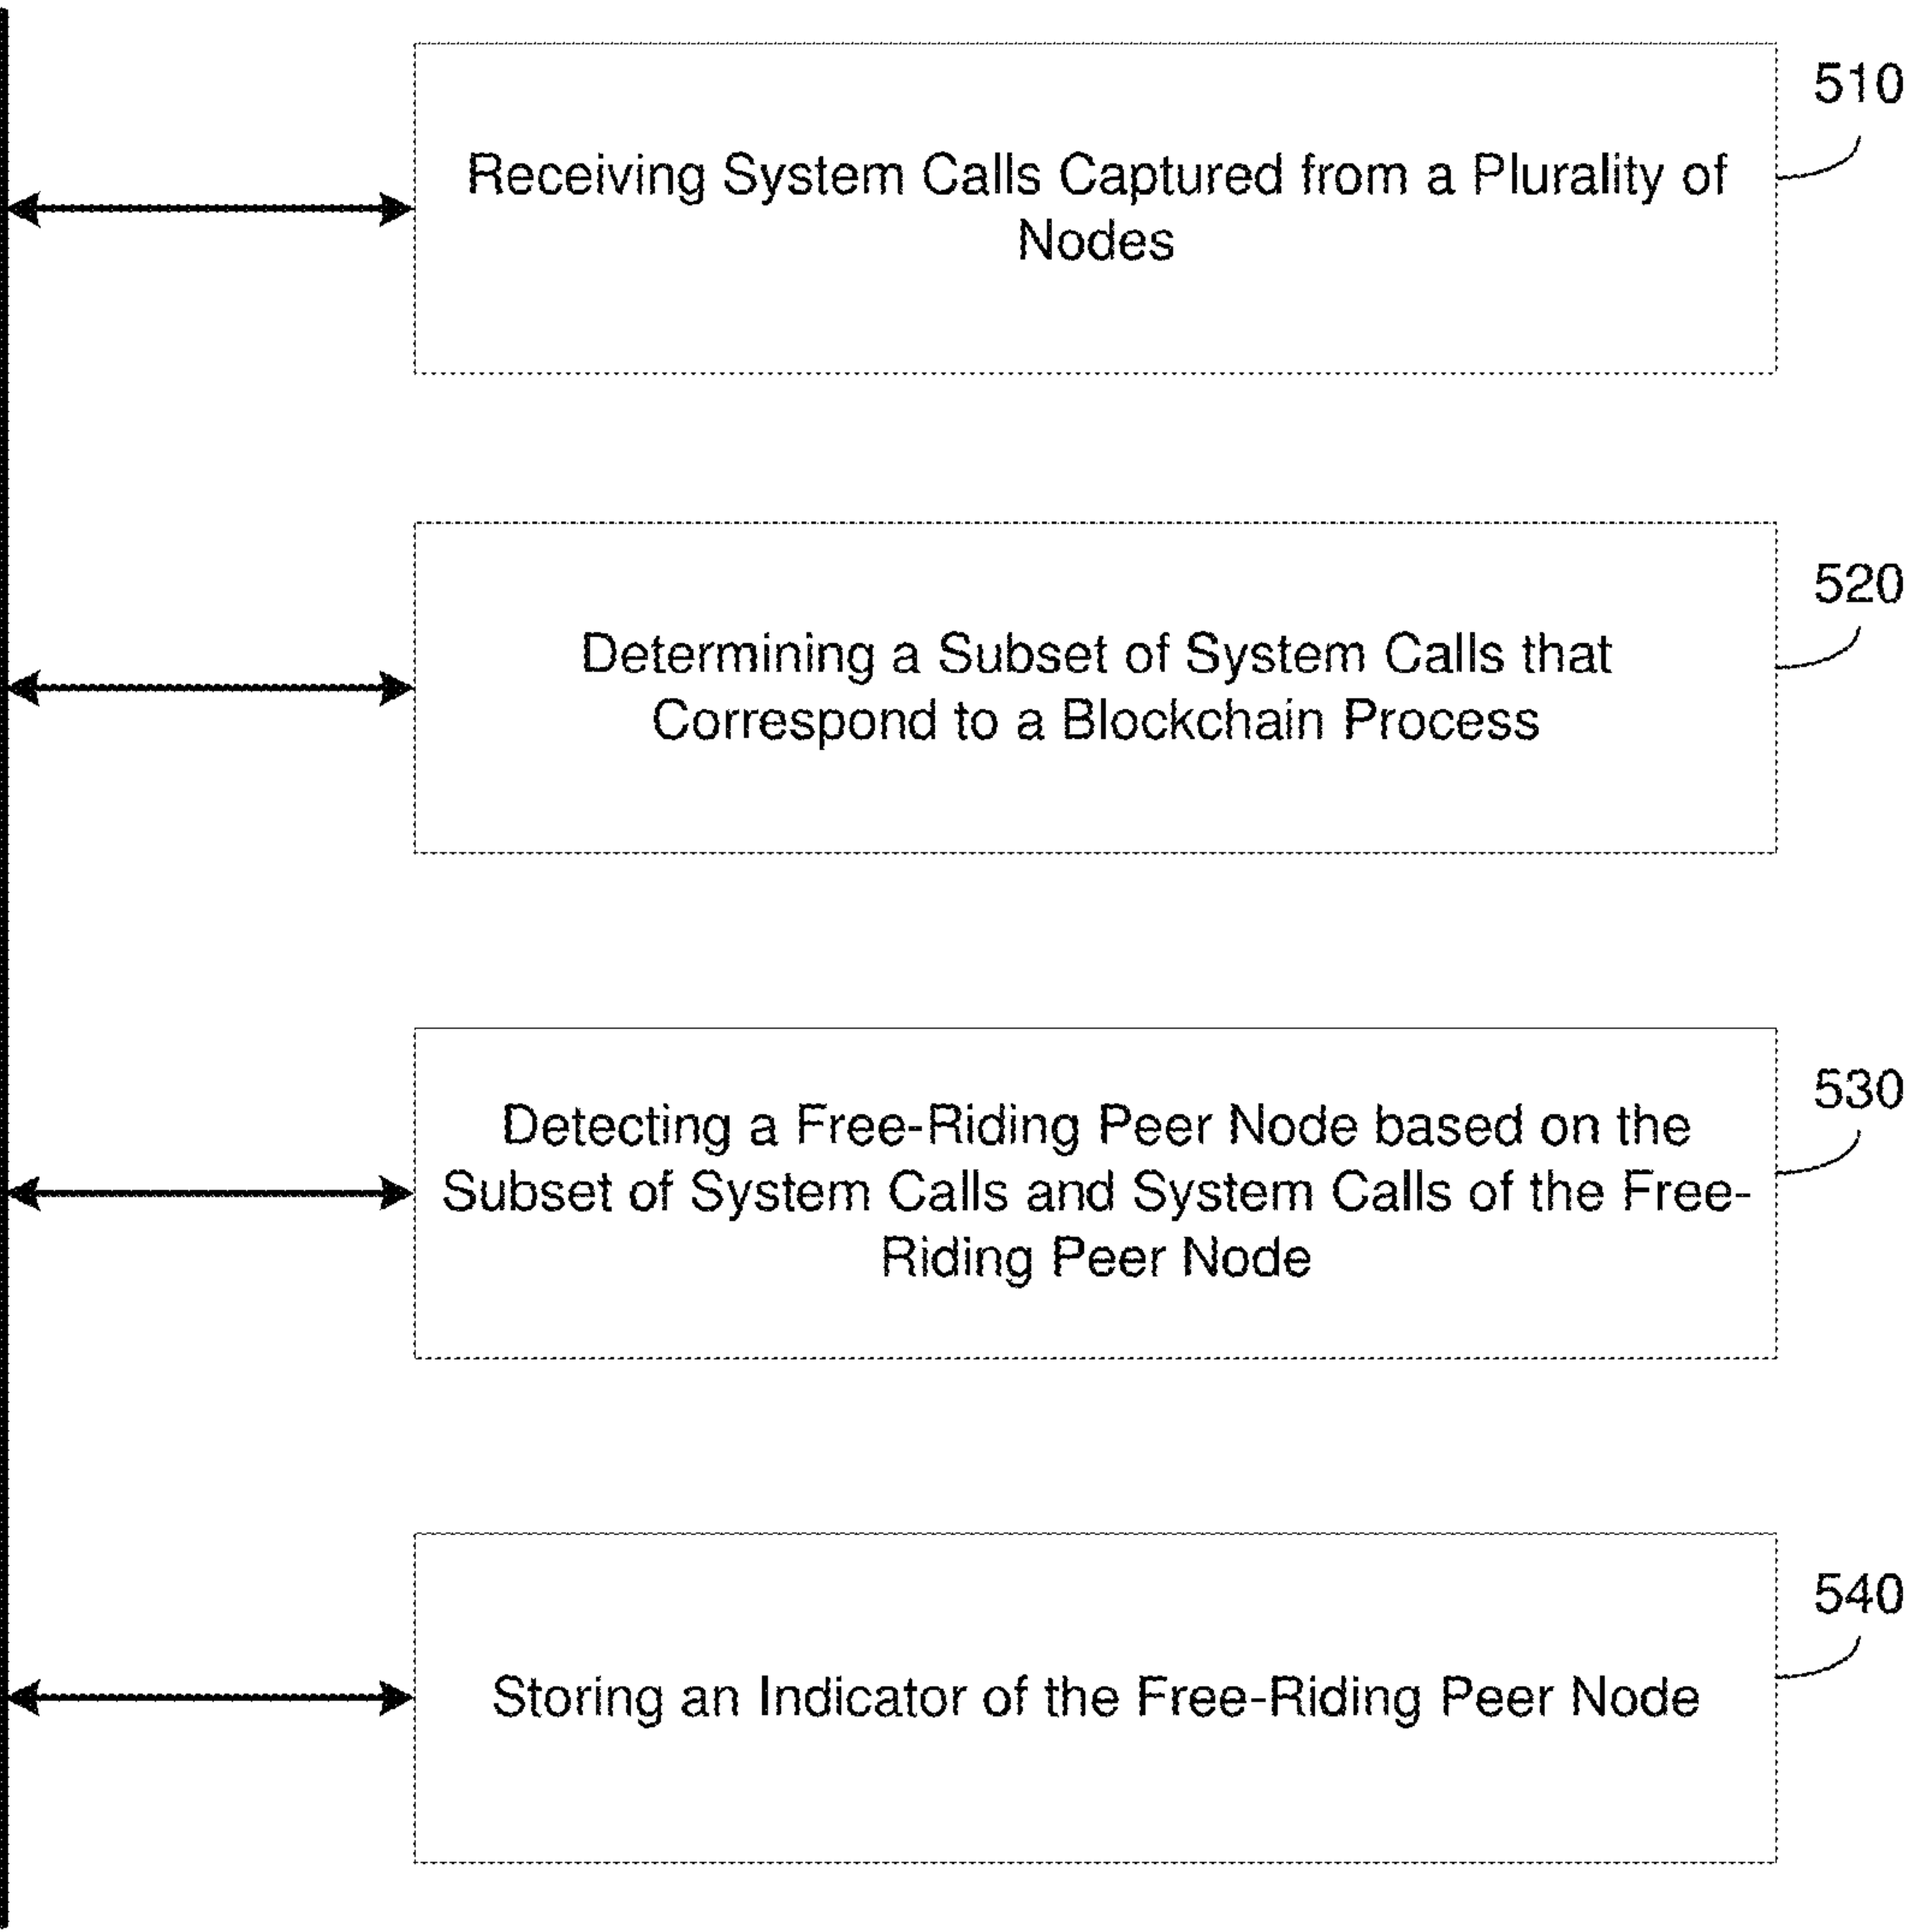 510
Receiving System Calls Captured from a Plurality of
Nodes
520
Determining a Subset of System Calls that
Correspond to a Blockchain Process
530
Detecting a Free-Riding Peer Node based on the
Subset of System Calls and System Calls of the Free-
Riding Peer Node
540
Storing an Indicator of the Free-Riding Peer Node